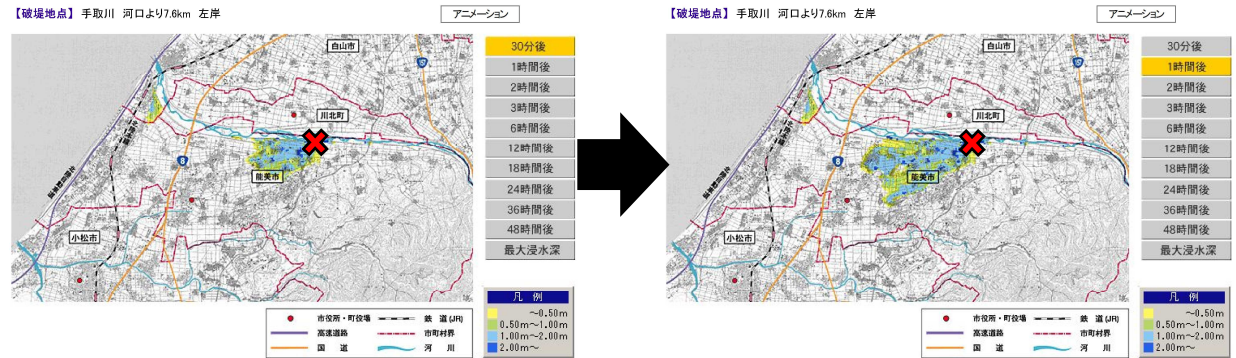 【破堤地点】 手取川 河口より7.6km 左岸
アニメーション
白山市
川北町
8
能美市
小松市
30分後
1時間後
2時間後
3時間後
6時間後
12時間後
18時間後
24時間後
36時間後
48時間後
最大浸水深
凡 例
～0.50m
0.50m～1.00m
1.00m～2.00m
2.00m～
市役所・町役場 鉄 道(JR)
高速道路 市町村界
国 道 河 川
【破堤地点】 手取川 河口より7.6km 左岸
アニメーション
白山市
川北町
8
能美市
小松市
30分後
1時間後
2時間後
3時間後
6時間後
12時間後
18時間後
24時間後
36時間後
48時間後
最大浸水深
凡 例
～0.50m
0.50m～1.00m
1.00m～2.00m
2.00m～
市役所・町役場 鉄 道(JR)
高速道路 市町村界
国 道 河 川